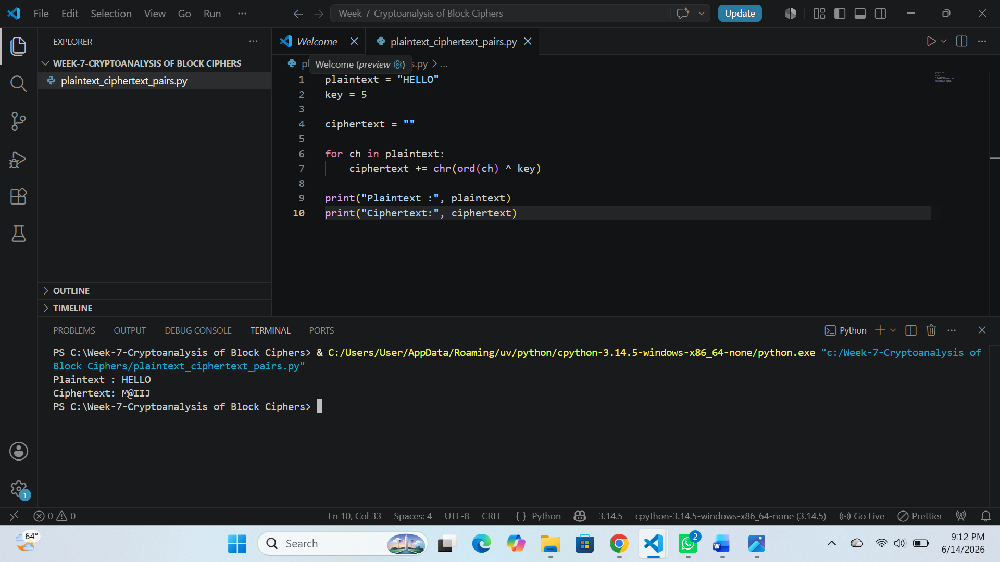 File Edit Selection View Go Run ...
Week-7-Cryptoanalysis of Block Ciphers
Update
EXPLORER
WEEK-7-CRYPTOANALYSIS OF BLOCK CIPHERS
plaintext_ciphertext_pairs.py
OUTLINE
TIMELINE
Welcome
plaintext_ciphertext_pairs.py
Welcome (preview)
s.py > ...
1 plaintext = "HELLO"
2 key = 5
3
4 ciphertext = ""
5
6 for ch in plaintext:
7 ciphertext += chr(ord(ch) ^ key)
8
9 print("Plaintext :", plaintext)
10 print("Ciphertext:", ciphertext)
PROBLEMS OUTPUT DEBUG CONSOLE TERMINAL PORTS
Python
PS C:\Week-7-Cryptoanalysis of Block Ciphers> & C:/Users/User/AppData/Roaming/uv/python/cpython-3.14.5-windows-x86_64-none/python.exe "c:/Week-7-Cryptoanalysis of
Block Ciphers/plaintext_ciphertext_pairs.py"
Plaintext : HELLO
Ciphertext: M@IIJ
PS C:\Week-7-Cryptoanalysis of Block Ciphers>
1
0 0
Ln 10, Col 33 Spaces: 4 UTF-8 CRLF { } Python 3.14.5 cpython-3.14.5-windows-x86_64-none (3.14.5) Go Live Prettier
64°
Search
2
9:12 PM
6/14/2026